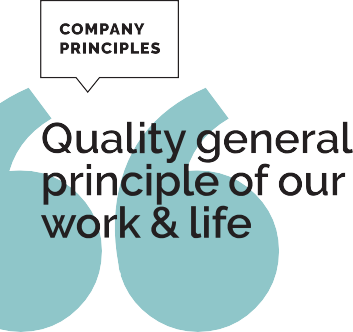 COMPANY
PRINCIPLES
Quality general
principle of our
work & life